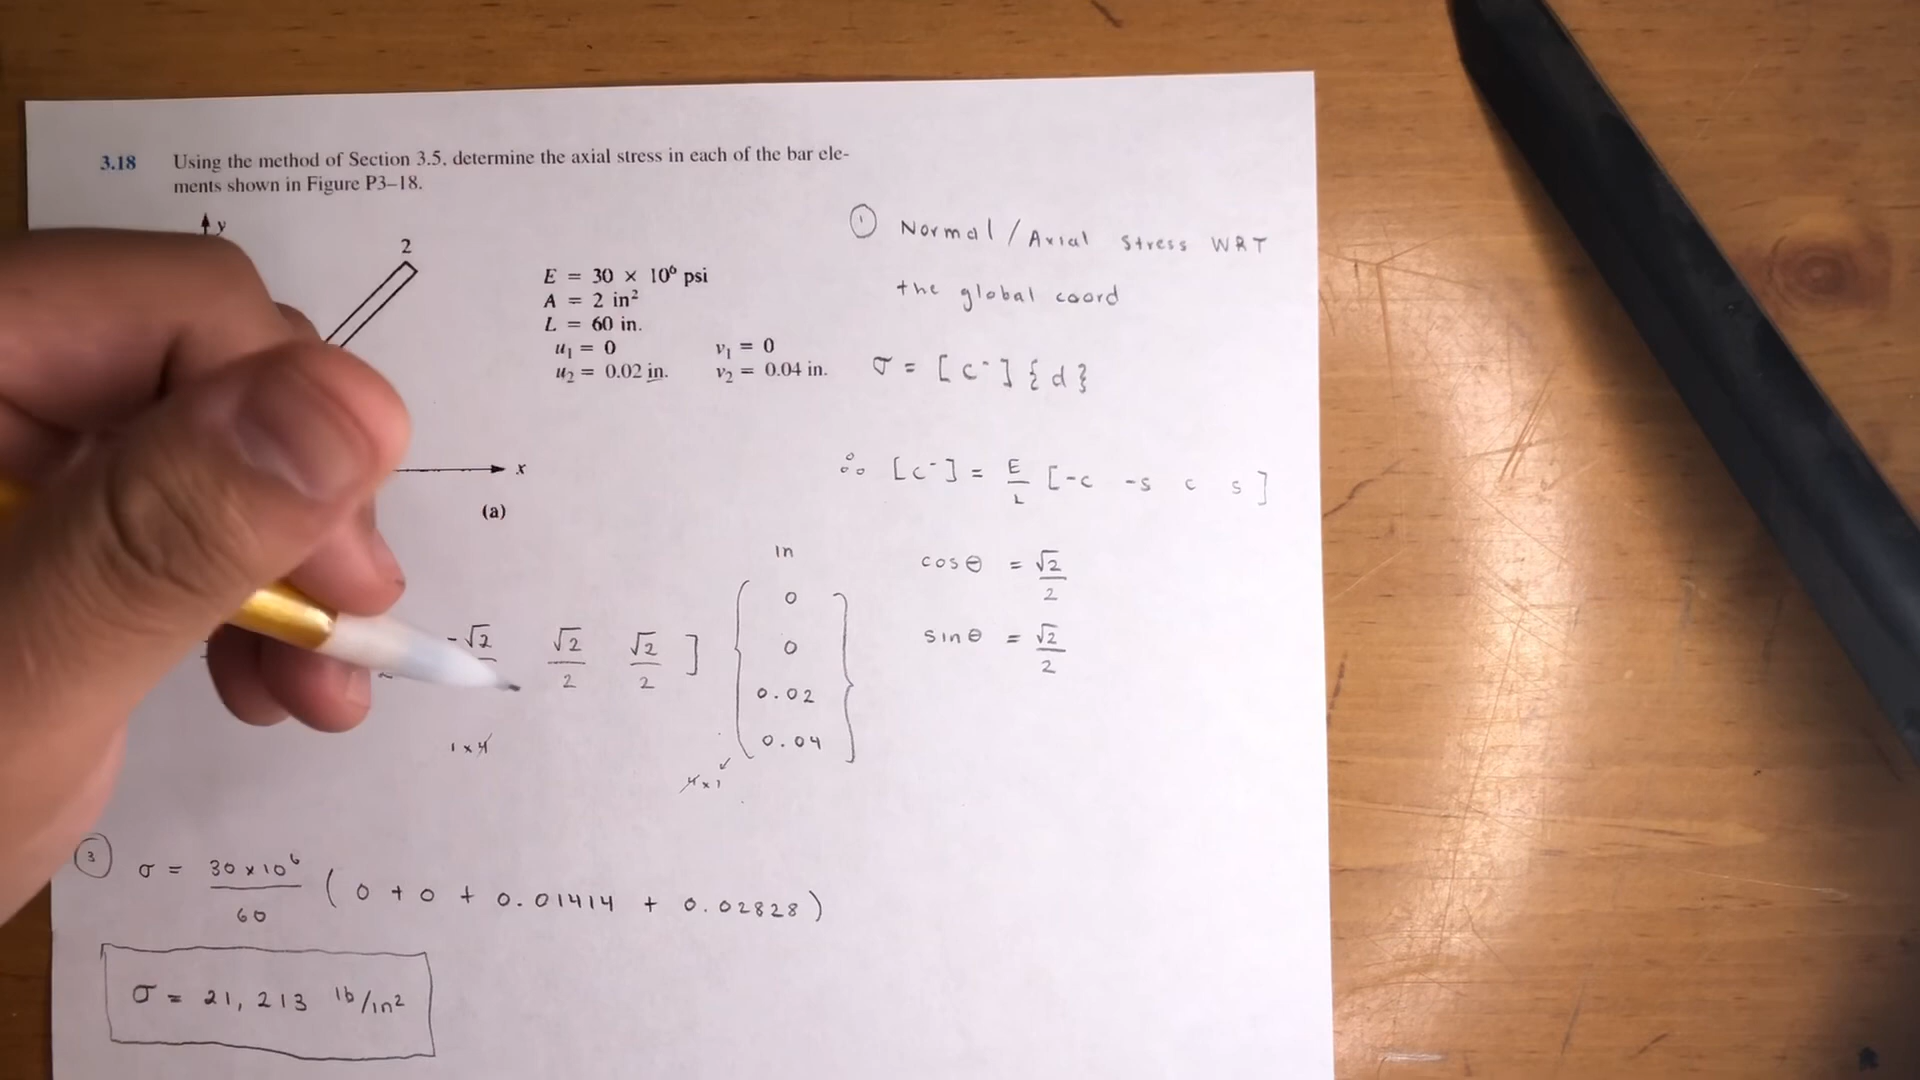 3.18 Using the method of Section 3.5, determine the axial stress in each of the bar ele-
ments shown in Figure P3–18.
y
2
E = 30 × 10⁶ psi
A = 2 in²
L = 60 in.
u₁ = 0 v₁ = 0
u₂ = 0.02 in. v₂ = 0.04 in.
x
(a)
① Normal/Axial Stress WRT
the global coord
σ = [c⁻]{d}
∴ [c⁻] = E/L [-c -s c s]
cosθ = √2/2
sinθ = √2/2
in
-√2 √2/2 √2/2 ]
0
0
0.02
0.04
1 x 4
4 x 1
③ σ = 30x10⁶/60 (0 + 0 + 0.01414 + 0.02828)
σ = 21,213 lb/in²